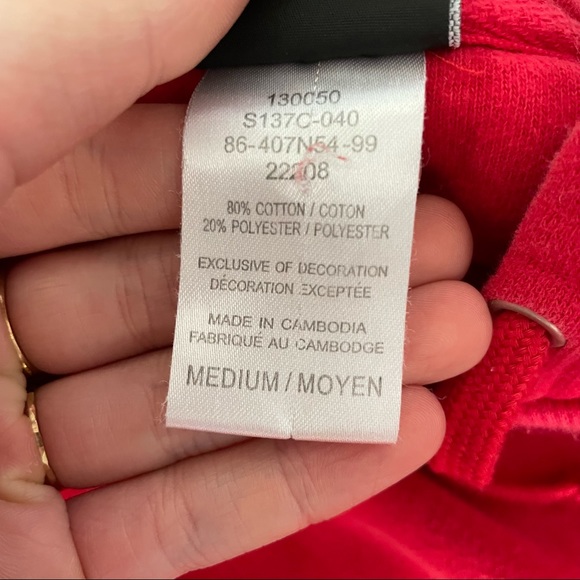 130050
S137C-040
86-407N54-99
22208
80% COTTON / COTON
20% POLYESTER / POLYESTER
EXCLUSIVE OF DECORATION
DÉCORATION EXCEPTÉE
MADE IN CAMBODIA
FABRIQUÉ AU CAMBODGE
MEDIUM / MOYEN